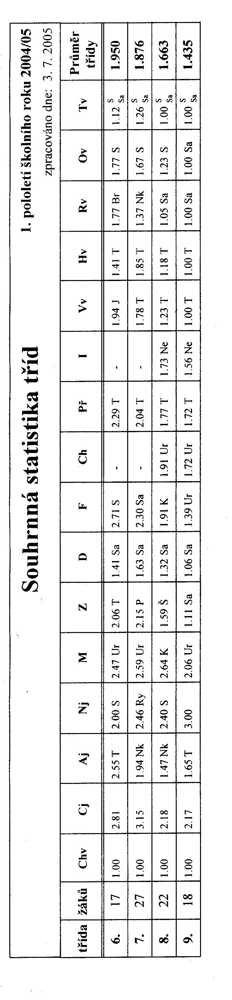 Souhrnná statistika tříd
1. pololetí školního roku 2004/05
zpracováno dne: 3. 7. 2005
třída žáků Chv Cj Aj Nj M Z D F Ch Př I Vv Hv Rv Ov Tv Průměr třídy
6. 17 1.00 2.81 2.55 T 2.00 S 2.47 Ur 2.06 T 1.41 Sa 2.71 S - 2.29 T - 1.94 J 1.41 T 1.77 Br 1.77 S 1.12 S Sa 1.950
7. 27 1.00 3.15 1.94 Nk 2.46 Ry 2.59 Ur 2.15 P 1.63 Sa 2.30 Sa - 2.04 T - 1.78 T 1.85 T 1.37 Nk 1.67 S 1.26 S Sa 1.876
8. 22 1.00 2.18 1.47 Nk 2.40 S 2.64 K 1.59 Š 1.32 Sa 1.91 K 1.91 Ur 1.77 T 1.73 Ne 1.23 T 1.18 T 1.05 Sa 1.23 S 1.00 S Sa 1.663
9. 18 1.00 2.17 1.65 T 3.00 2.06 Ur 1.11 Sa 1.06 Sa 1.39 Ur 1.72 Ur 1.72 T 1.56 Ne 1.00 T 1.00 T 1.00 Sa 1.00 Sa 1.00 S Sa 1.435